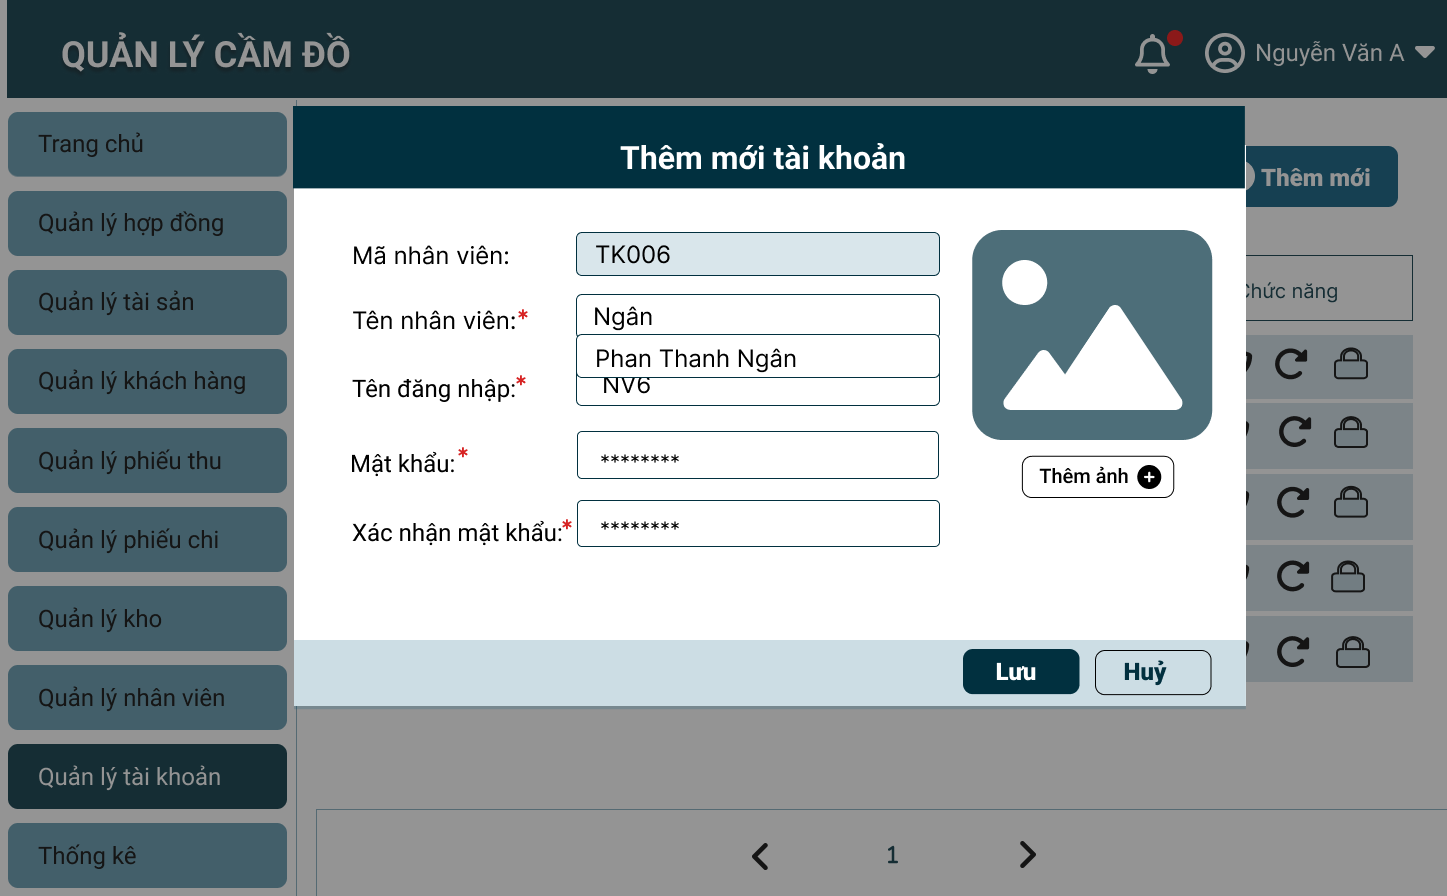 QUẢN LÝ CẦM ĐỒ
Nguyễn Văn A
Trang chủ
Quản lý hợp đồng
Quản lý tài sản
Quản lý khách hàng
Quản lý phiếu thu
Quản lý phiếu chi
Quản lý kho
Quản lý nhân viên
Quản lý tài khoản
Thống kê
Thêm mới
Chức năng
Thêm mới tài khoản
Mã nhân viên: TK006
Tên nhân viên:* Ngân
Phan Thanh Ngân
Tên đăng nhập:* NV6
Mật khẩu:* ********
Xác nhận mật khẩu:* ********
Thêm ảnh
Lưu
Huỷ
1